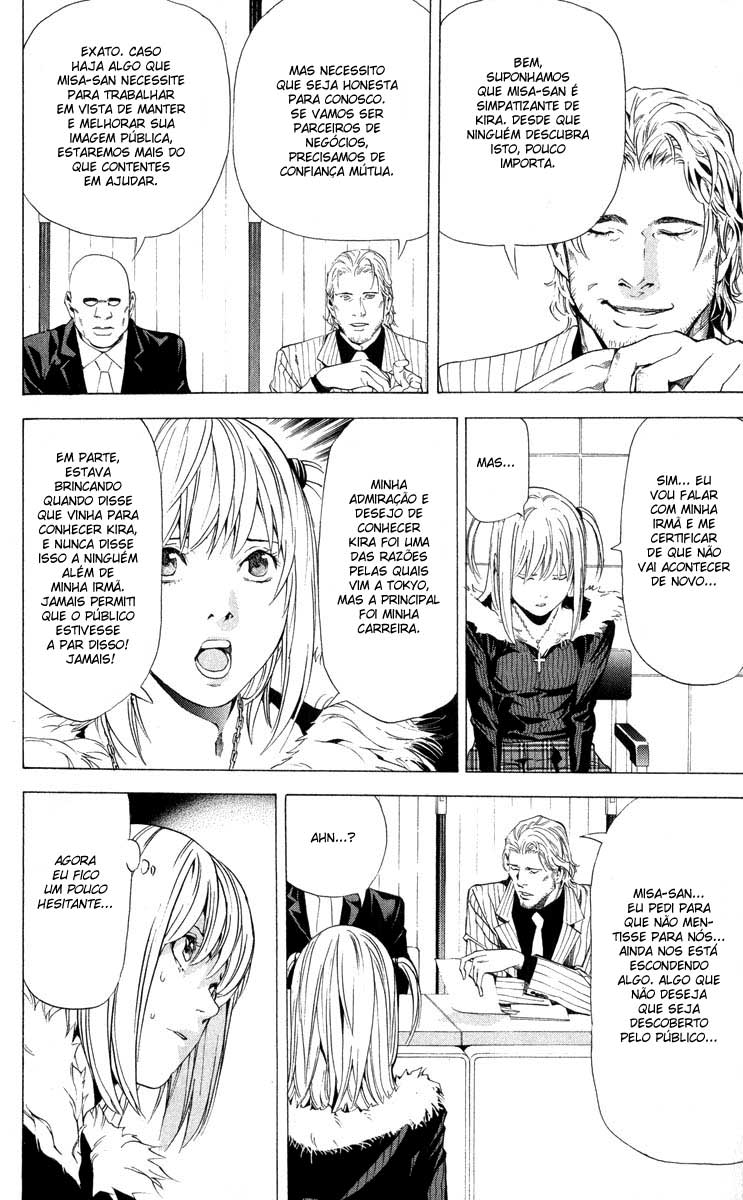 BEM,
SUPONHAMOS
QUE MISA-SAN É
SIMPATIZANTE DE
KIRA. DESDE QUE
NINGUÉM DESCUBRA
ISTO, POUCO
IMPORTA.
MAS NECESSITO
QUE SEJA HONESTA
PARA CONOSCO.
SE VAMOS SER
PARCEIROS DE
NEGÓCIOS,
PRECISAMOS DE
CONFIANÇA MÚTUA.
EXATO. CASO
HAJA ALGO QUE
MISA-SAN NECESSITE
PARA TRABALHAR
EM VISTA DE MANTER
E MELHORAR SUA
IMAGEM PÚBLICA,
ESTAREMOS MAIS DO
QUE CONTENTES
EM AJUDAR.
SIM... EU
VOU FALAR
COM MINHA
IRMÃ E ME
CERTIFICAR
DE QUE NÃO
VAI ACONTECER
DE NOVO...
MAS...
MINHA
ADMIRAÇÃO E
DESEJO DE
CONHECER
KIRA FOI UMA
DAS RAZÕES
PELAS QUAIS
VIM A TOKYO,
MAS A PRINCIPAL
FOI MINHA
CARREIRA.
EM PARTE,
ESTAVA
BRINCANDO
QUANDO DISSE
QUE VINHA PARA
CONHECER KIRA,
E NUNCA DISSE
ISSO A NINGUÉM
ALÉM DE
MINHA IRMÃ.
JAMAIS PERMITI
QUE O PÚBLICO
ESTIVESSE
A PAR DISSO!
JAMAIS!
MISA-SAN...
EU PEDI PARA
QUE NÃO MEN-
TISSE PARA NÓS...
AINDA NOS ESTÁ
ESCONDENDO
ALGO. ALGO QUE
NÃO DESEJA
QUE SEJA
DESCOBERTO
PELO PÚBLICO...
AHN...?
AGORA
EU FICO
UM POUCO
HESITANTE...